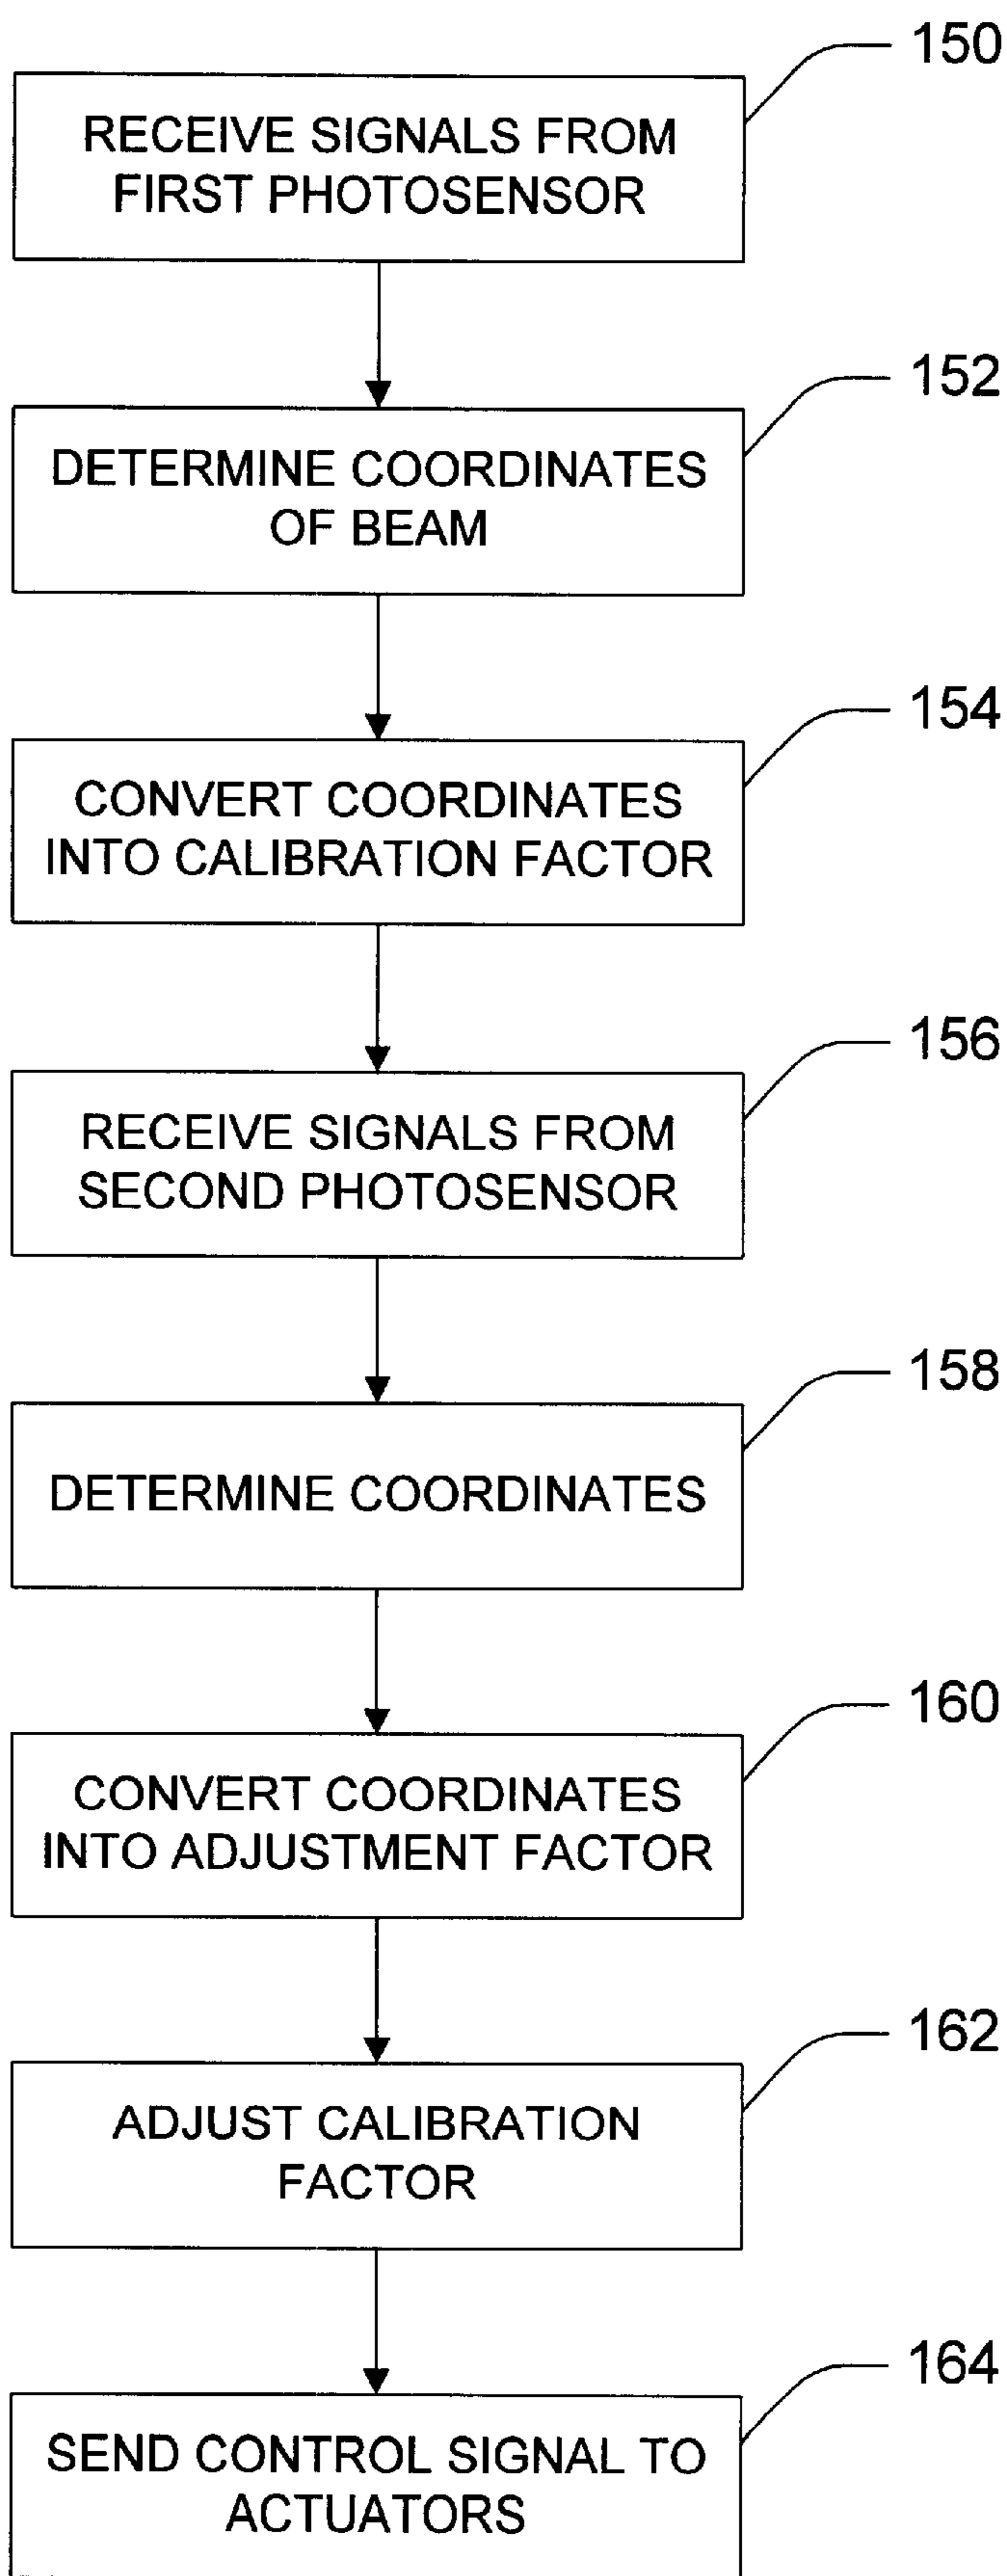 150
RECEIVE SIGNALS FROM
FIRST PHOTOSENSOR
152
DETERMINE COORDINATES
OF BEAM
154
CONVERT COORDINATES
INTO CALIBRATION FACTOR
156
RECEIVE SIGNALS FROM
SECOND PHOTOSENSOR
158
DETERMINE COORDINATES
160
CONVERT COORDINATES
INTO ADJUSTMENT FACTOR
162
ADJUST CALIBRATION
FACTOR
164
SEND CONTROL SIGNAL TO
ACTUATORS